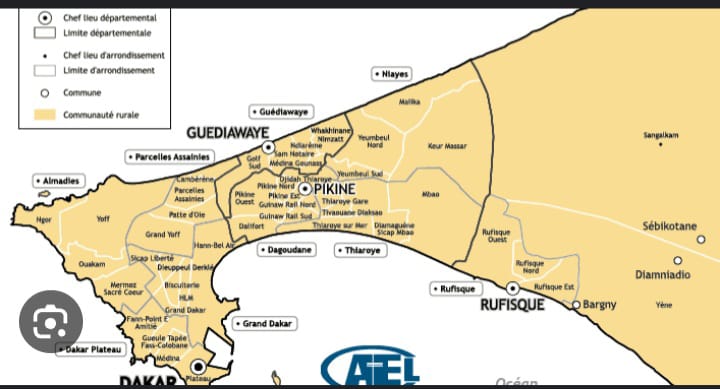 Chef lieu départemental
Limite départementale
Chef lieu d'arrondissement
Limite d'arrondissement
Commune
Communauté rurale
• Niayes
Malika
• Guédiawaye
GUEDIAWAYE
Whakhinane
Nimzatt
Yeumbeul
Nord
Keur Massar
Sangalkam
Ndiarème
Sam Notaire
Golf
Sud
Médina Gounass
• Parcelles Assainies
Yeumbeul Sud
• Almadies
Cambérène
Parcelles
Assainies
Djidah Thiaroye
Pikine Nord
PIKINE
Pikine
Ouest
Pikine Est
Guinaw Rail Nord
Guinaw Rail Sud
Thiaroye Gare
Tivaouane Diaksao
Mbao
Ngor
Yoff
Patte d'Oie
Dalifort
Thiaroye sur Mer
Diamaguène
Sicap Mbao
Grand Yoff
Hann-Bel Air
• Dagoudane
• Thiaroye
Rufisque
Ouest
Sébikotane
Ouakam
Sicap Liberté
Dieuppeul Derklé
Rufisque
Nord
Diamniadio
Mermoz
Sacré Coeur
Biscuiterie
HLM
Grand Dakar
• Rufisque
RUFISQUE
Rufisque Est
Bargny
Yène
Fann-Point E
Amitié
• Grand Dakar
Gueule Tapée
Fass-Colobane
• Dakar Plateau
Médina
DAKAR
Plateau
ATEL
Océan